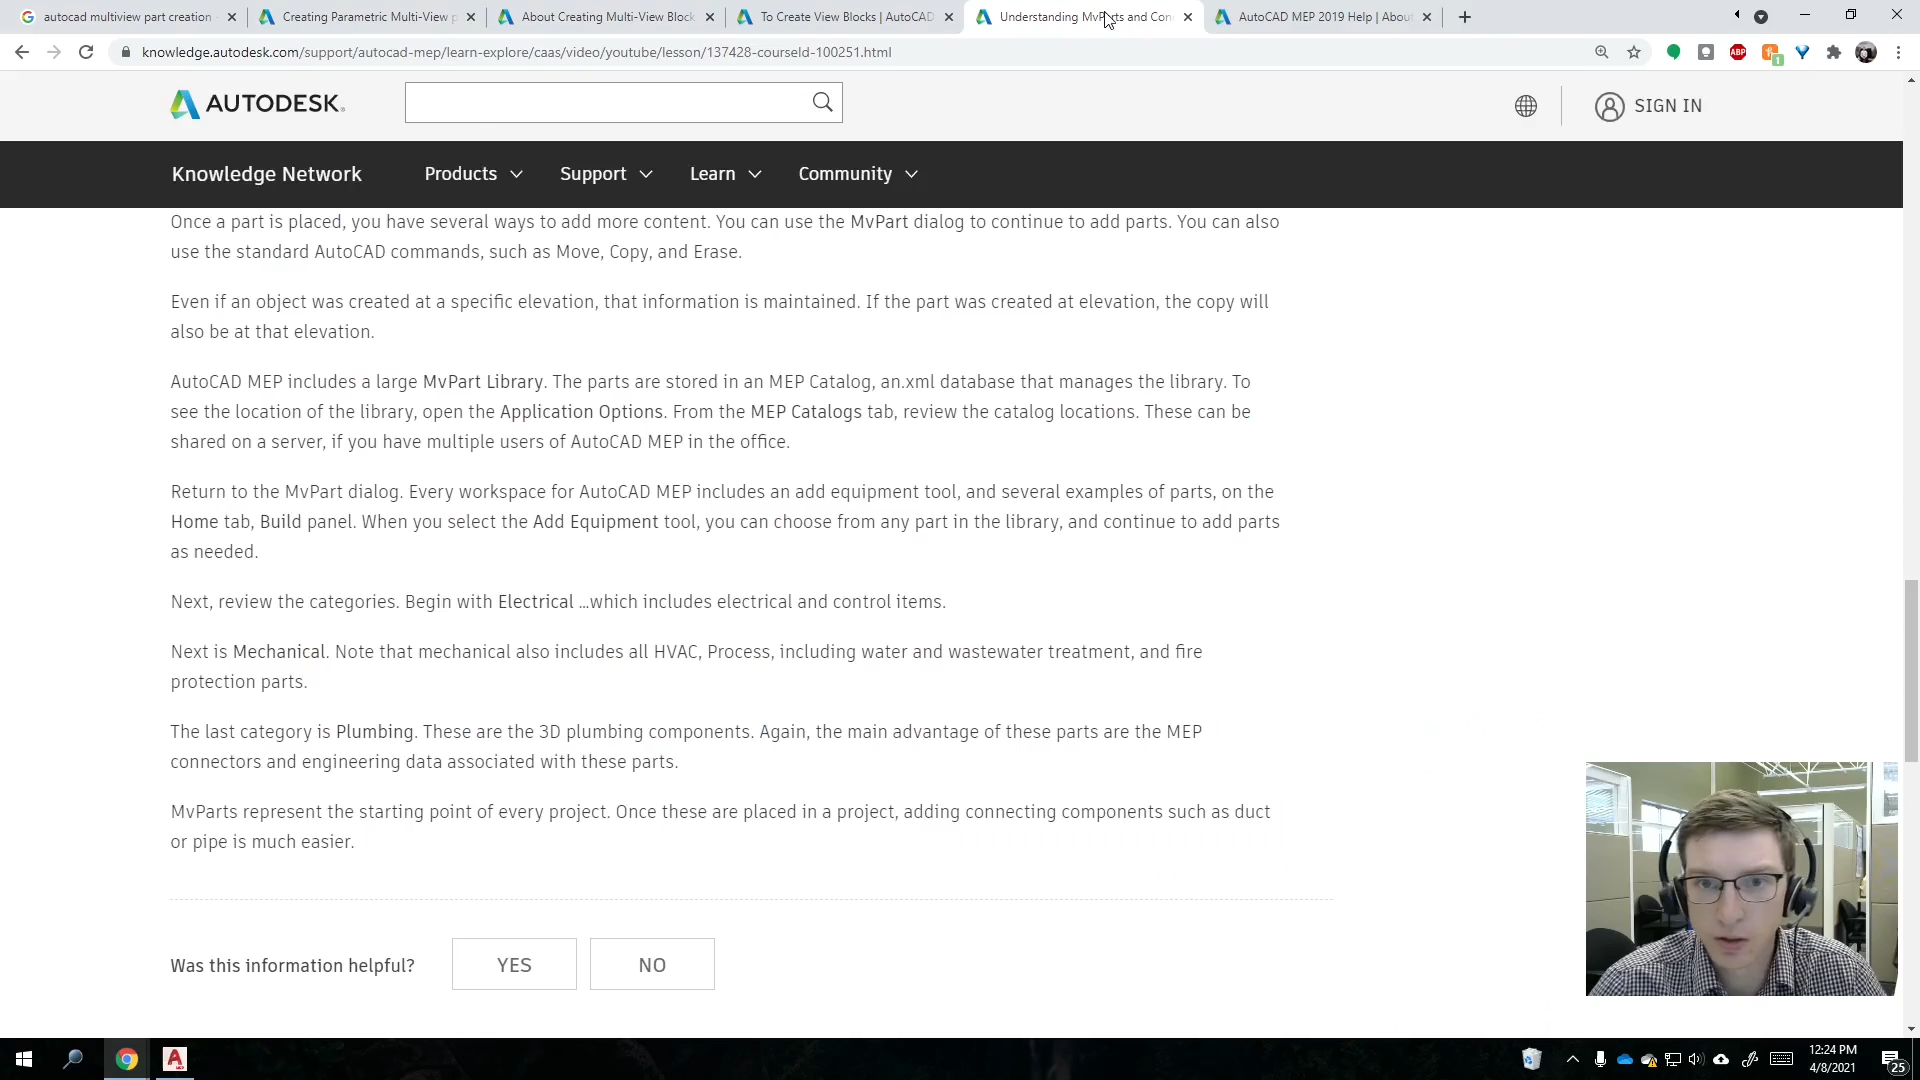 autocad multiview part creation
Creating Parametric Multi-View p
About Creating Multi-View Block
To Create View Blocks | AutoCAD
Understanding MvParts and Con
AutoCAD MEP 2019 Help | About
knowledge.autodesk.com/support/autocad-mep/learn-explore/caas/video/youtube/lesson/137428-courseId-100251.html
ABP
1
AUTODESK.
SIGN IN
Knowledge Network
Products
Support
Learn
Community
Once a part is placed, you have several ways to add more content. You can use the MvPart dialog to continue to add parts. You can also
use the standard AutoCAD commands, such as Move, Copy, and Erase.
Even if an object was created at a specific elevation, that information is maintained. If the part was created at elevation, the copy will
also be at that elevation.
AutoCAD MEP includes a large MvPart Library. The parts are stored in an MEP Catalog, an.xml database that manages the library. To
see the location of the library, open the Application Options. From the MEP Catalogs tab, review the catalog locations. These can be
shared on a server, if you have multiple users of AutoCAD MEP in the office.
Return to the MvPart dialog. Every workspace for AutoCAD MEP includes an add equipment tool, and several examples of parts, on the
Home tab, Build panel. When you select the Add Equipment tool, you can choose from any part in the library, and continue to add parts
as needed.
Next, review the categories. Begin with Electrical ...which includes electrical and control items.
Next is Mechanical. Note that mechanical also includes all HVAC, Process, including water and wastewater treatment, and fire
protection parts.
The last category is Plumbing. These are the 3D plumbing components. Again, the main advantage of these parts are the MEP
connectors and engineering data associated with these parts.
MvParts represent the starting point of every project. Once these are placed in a project, adding connecting components such as duct
or pipe is much easier.
Was this information helpful?
YES
NO
12:24 PM
4/8/2021
25